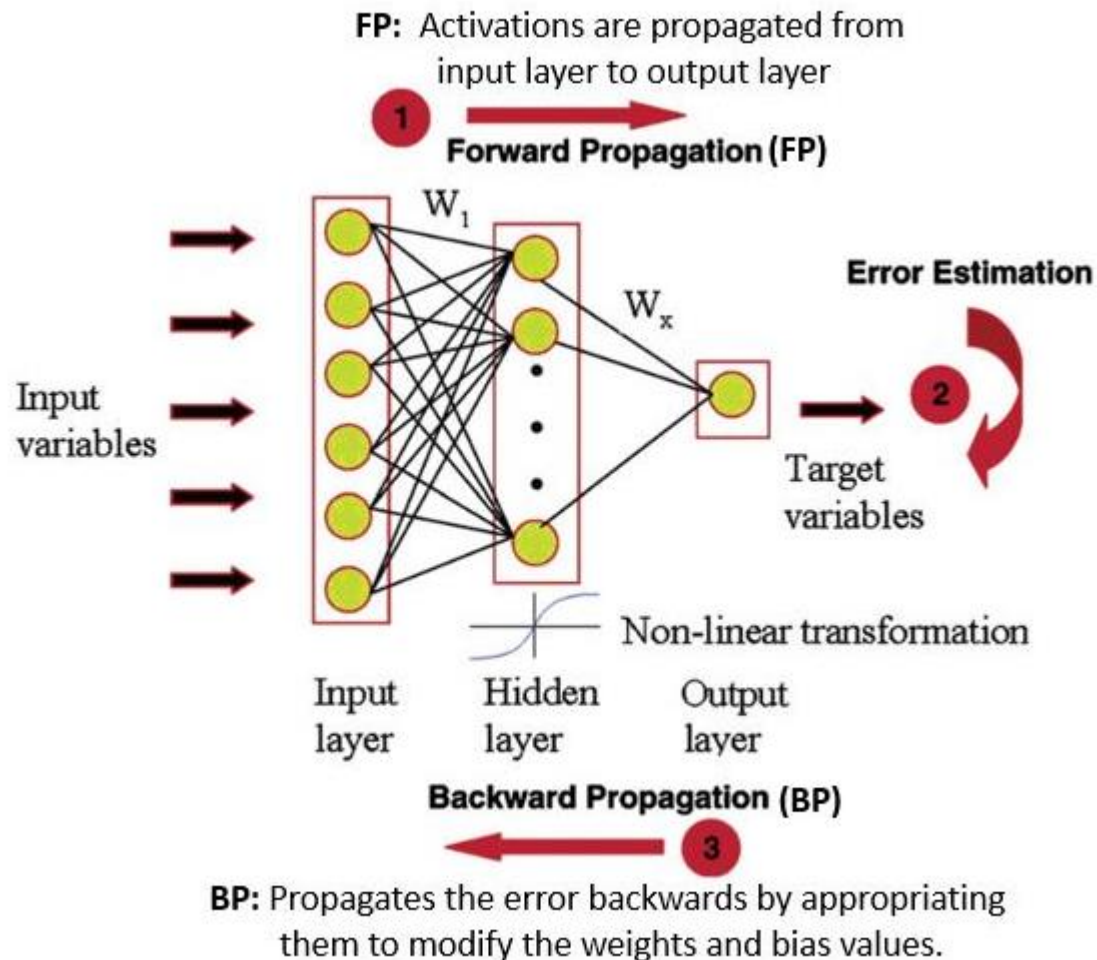 FP: Activations are propagated from
input layer to output layer
1
Forward Propagation (FP)
W1
Wx
Error Estimation
2
Input
variables
Target
variables
Non-linear transformation
Input
layer
Hidden
layer
Output
layer
Backward Propagation (BP)
3
BP: Propagates the error backwards by appropriating
them to modify the weights and bias values.